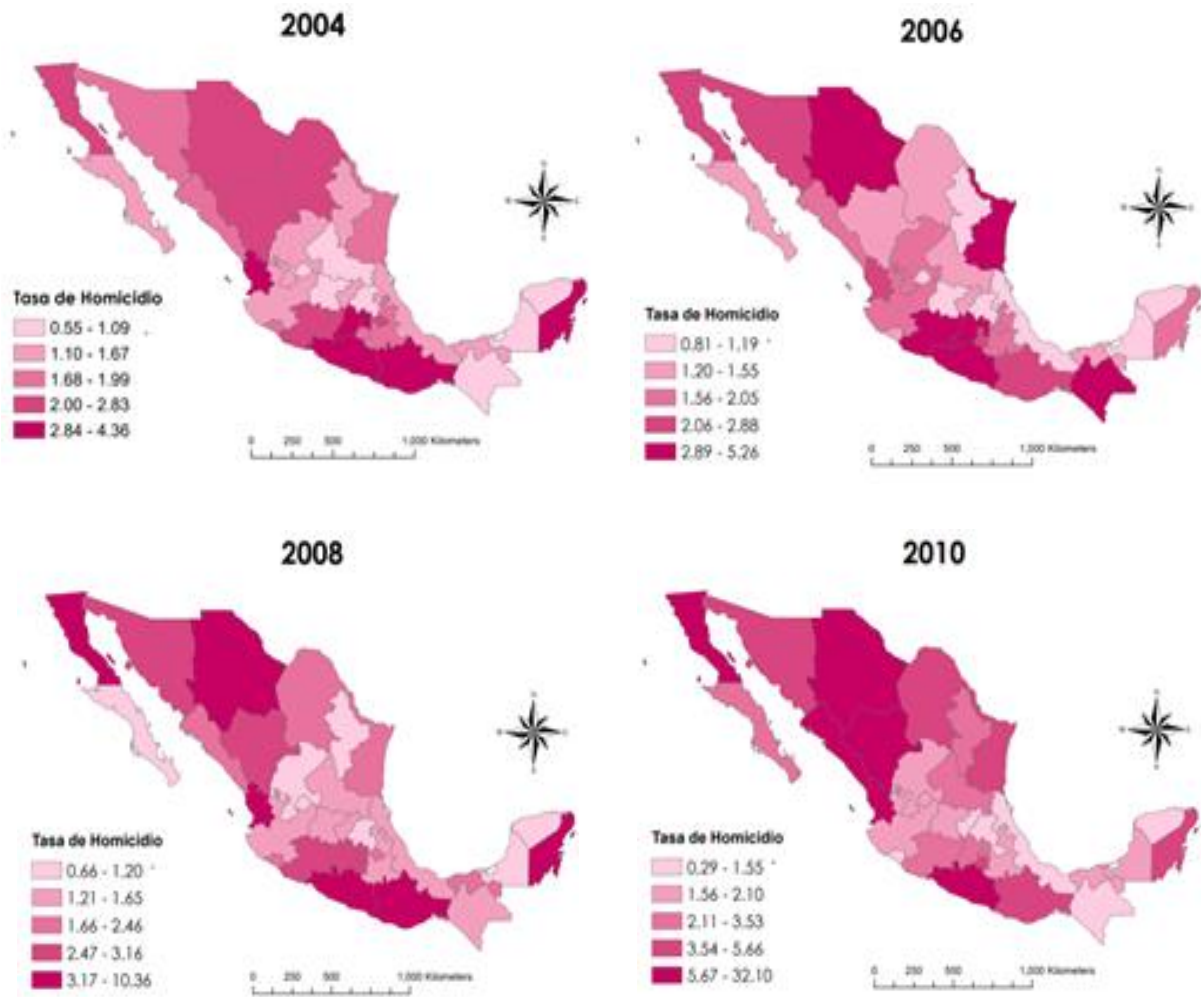 2004
Tasa de Homicidio
0.55 - 1.09
1.10 - 1.67
1.68 - 1.99
2.00 - 2.83
2.84 - 4.36
0 250 500 1,000 Kilometers
2006
Tasa de Homicidio
0.81 - 1.19
1.20 - 1.55
1.56 - 2.05
2.06 - 2.88
2.89 - 5.26
0 250 500 1,000 Kilometers
2008
Tasa de Homicidio
0.66 - 1.20
1.21 - 1.65
1.66 - 2.46
2.47 - 3.16
3.17 - 10.36
0 250 500 1,000 Kilometers
2010
Tasa de Homicidio
0.29 - 1.55
1.56 - 2.10
2.11 - 3.53
3.54 - 5.66
5.67 - 32.10
0 250 500 1,000 Kilometers